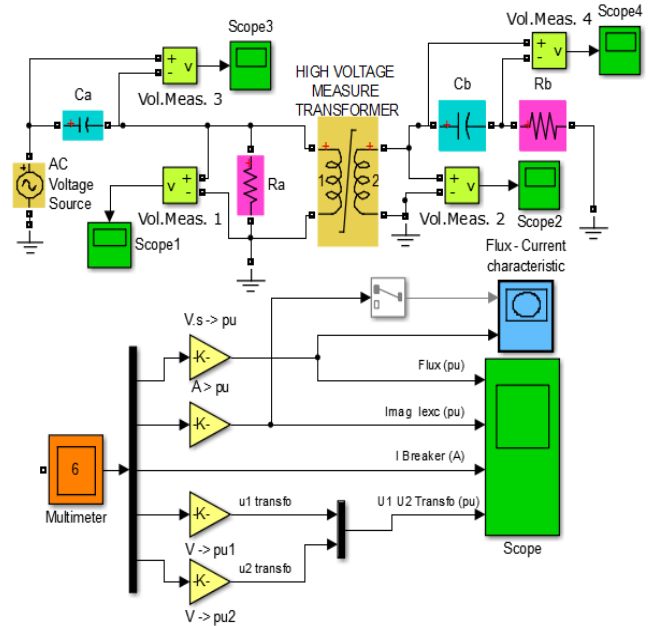 Scope3
Vol.Meas. 4
Scope4
+
-
v
Vol.Meas. 3
HIGH VOLTAGE
MEASURE
TRANSFORMER
+
-
v
Ca
+
Cb
+
Rb
+
AC
Voltage
Source
+
v
+
-
Vol.Meas. 1
Scope1
+
Ra
+
1
+
2
+
-
v
Vol.Meas. 2
Scope2
Flux - Current
characteristic
V.s -> pu
-K-
Flux (pu)
A > pu
-K-
Imag Iexc (pu)
6
Multimeter
I Breaker (A)
-K-
u1 transfo
U1 U2 Transfo (pu)
V -> pu1
-K-
u2 transfo
V -> pu2
Scope